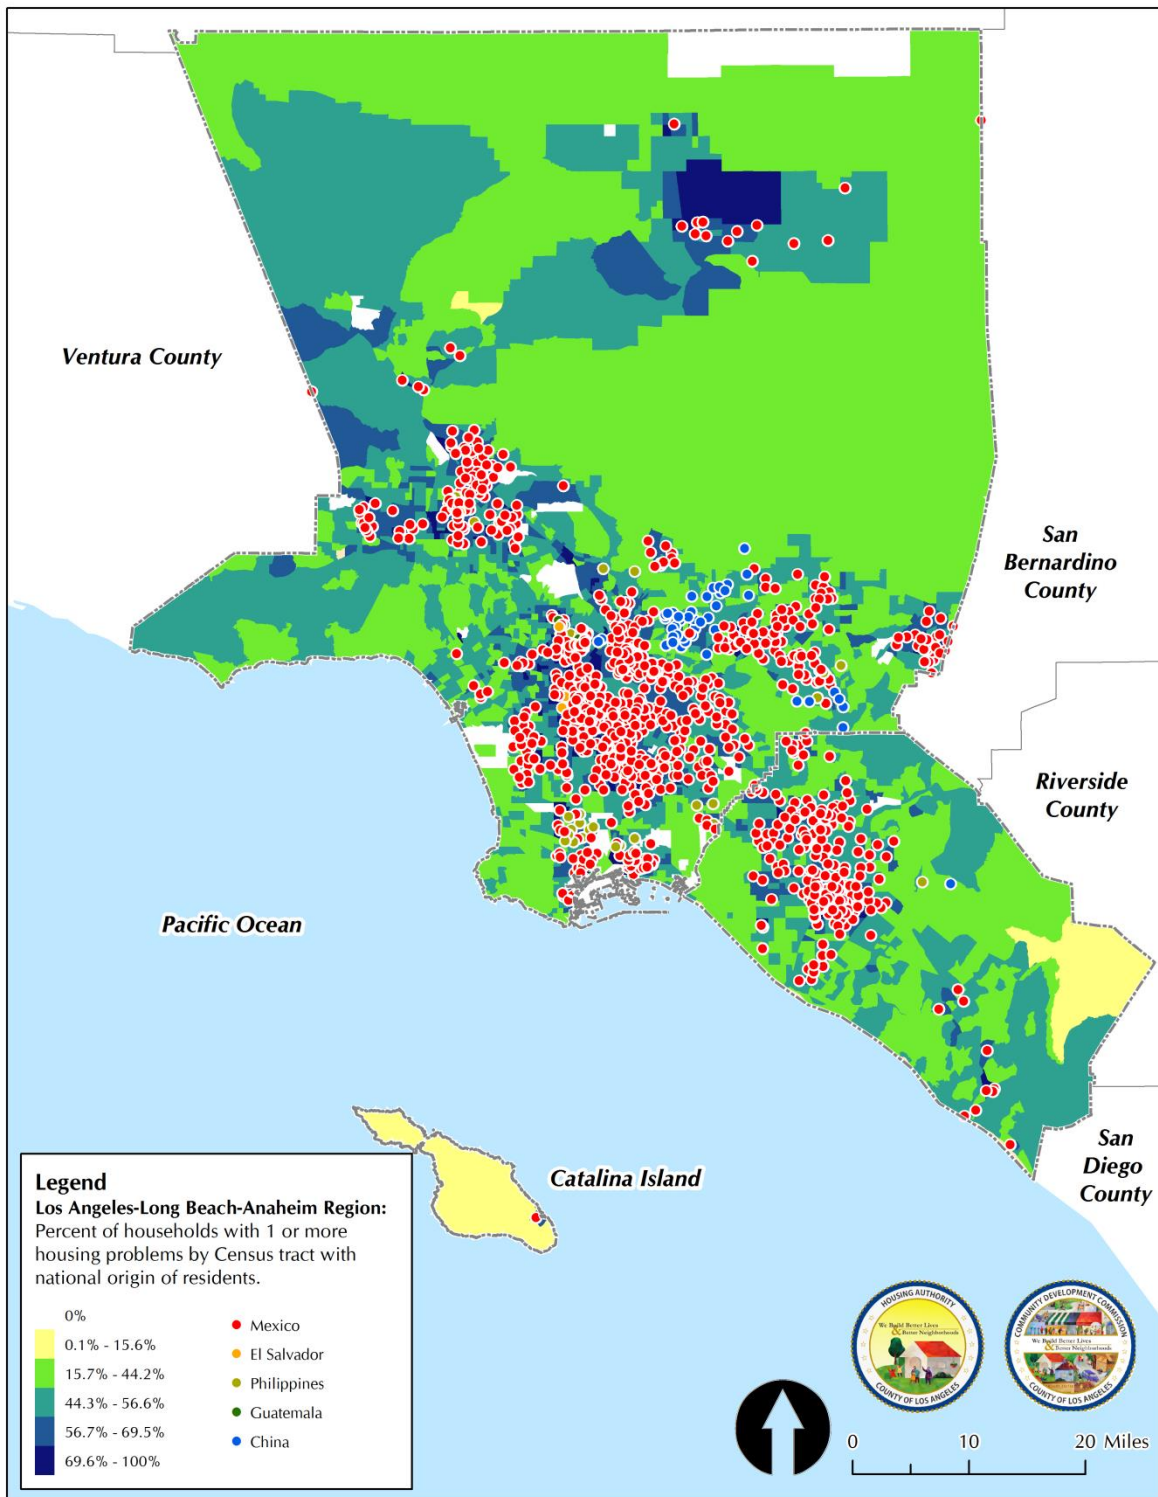 Ventura County
San
Bernardino
County
Riverside
County
Pacific Ocean
San
Diego
County
Catalina Island
Legend
Los Angeles-Long Beach-Anaheim Region:
Percent of households with 1 or more
housing problems by Census tract with
national origin of residents.
0%
0.1% - 15.6%
15.7% - 44.2%
44.3% - 56.6%
56.7% - 69.5%
69.6% - 100%
Mexico
El Salvador
Philippines
Guatemala
China
HOUSING AUTHORITY
We Build Better Lives
& Better Neighborhoods
COUNTY OF LOS ANGELES
COMMUNITY DEVELOPMENT COMMISSION
We Build Better Lives
& Better Neighborhoods
COUNTY OF LOS ANGELES
0 10 20 Miles